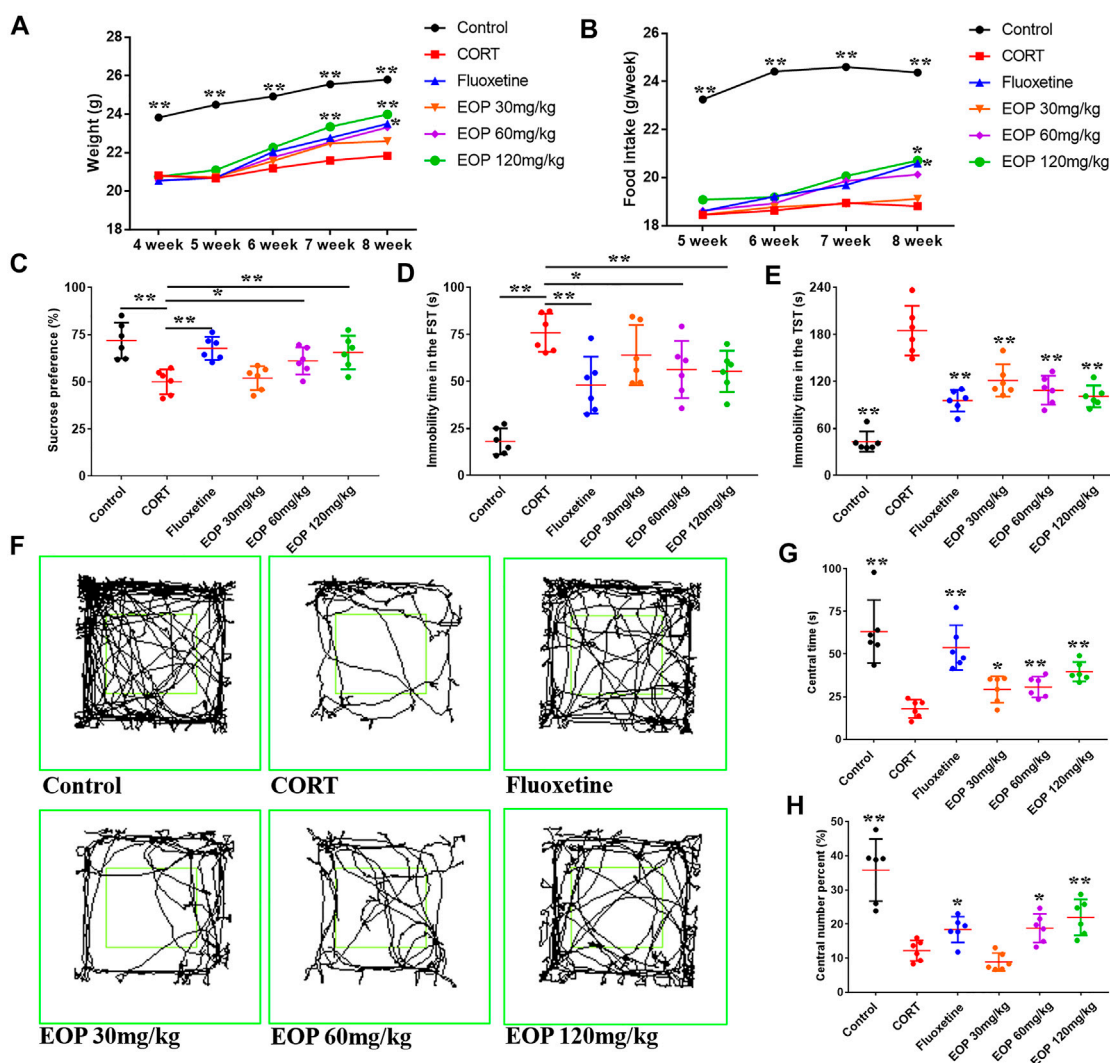 A
Weight (g)
28
26
24
22
20
18
4 week 5 week 6 week 7 week 8 week
** ** ** ** **
** **
*
Control
CORT
Fluoxetine
EOP 30mg/kg
EOP 60mg/kg
EOP 120mg/kg
B
Food intake (g/week)
26
24
22
20
18
5 week 6 week 7 week 8 week
** ** ** **
*
*
Control
CORT
Fluoxetine
EOP 30mg/kg
EOP 60mg/kg
EOP 120mg/kg
C
Sucrose preference (%)
100
75
50
25
0
**
*
**
**
Control CORT Fluoxetine EOP 30mg/kg EOP 60mg/kg EOP 120mg/kg
D
Immobility time in the FST (s)
100
75
50
25
0
**
*
** **
Control CORT Fluoxetine EOP 30mg/kg EOP 60mg/kg EOP 120mg/kg
E
Immobility time in the TST (s)
240
180
120
60
0
** ** ** ** **
Control CORT Fluoxetine EOP 30mg/kg EOP 60mg/kg EOP 120mg/kg
F
Control CORT Fluoxetine
EOP 30mg/kg EOP 60mg/kg EOP 120mg/kg
G
Central time (s)
100
75
50
25
0
** ** * ** **
Control CORT Fluoxetine EOP 30mg/kg EOP 60mg/kg EOP 120mg/kg
H
Central number percent (%)
50
40
30
20
10
0
** * * **
Control CORT Fluoxetine EOP 30mg/kg EOP 60mg/kg EOP 120mg/kg